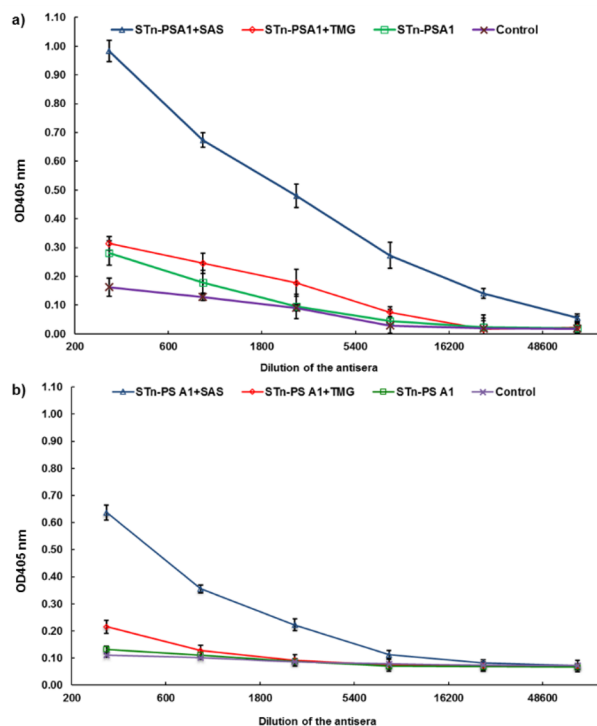 a)
STn-PSA1+SAS STn-PSA1+TMG STn-PSA1 Control
1.10
1.00
0.90
0.80
0.70
0.60
0.50
0.40
0.30
0.20
0.10
0.00
OD405 nm
200 600 1800 5400 16200 48600
Dilution of the antisera
b)
STn-PS A1+SAS STn-PS A1+TMG STn-PS A1 Control
1.10
1.00
0.90
0.80
0.70
0.60
0.50
0.40
0.30
0.20
0.10
0.00
OD405 nm
200 600 1800 5400 16200 48600
Dilution of the antisera